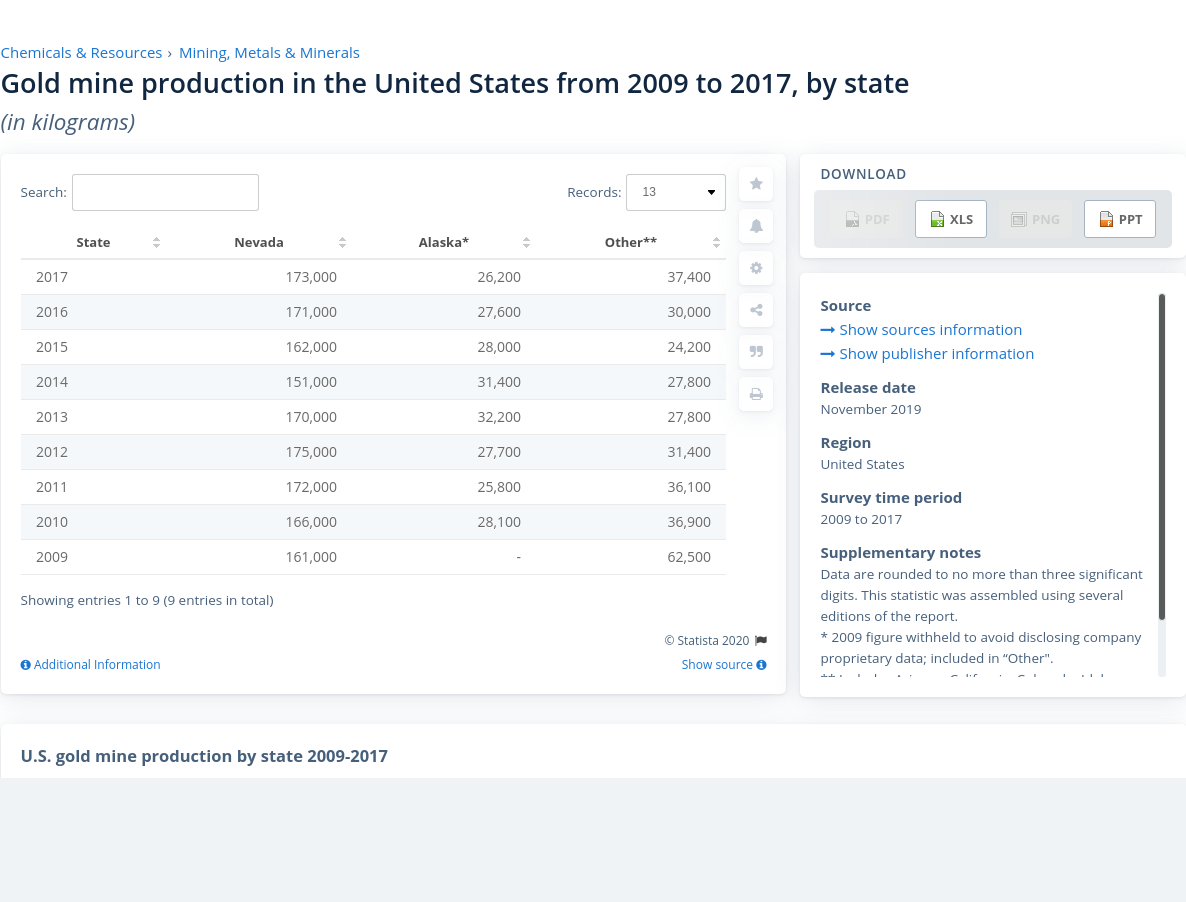 Chemicals & Resources › Mining, Metals & Minerals
Gold mine production in the United States from 2009 to 2017, by state
(in kilograms)
Search:
Records: 13
State Nevada Alaska* Other**
2017 173,000 26,200 37,400
2016 171,000 27,600 30,000
2015 162,000 28,000 24,200
2014 151,000 31,400 27,800
2013 170,000 32,200 27,800
2012 175,000 27,700 31,400
2011 172,000 25,800 36,100
2010 166,000 28,100 36,900
2009 161,000 - 62,500
Showing entries 1 to 9 (9 entries in total)
© Statista 2020
Additional Information
Show source
DOWNLOAD
PDF XLS PNG PPT
Source
Show sources information
Show publisher information
Release date
November 2019
Region
United States
Survey time period
2009 to 2017
Supplementary notes
Data are rounded to no more than three significant
digits. This statistic was assembled using several
editions of the report.
* 2009 figure withheld to avoid disclosing company
proprietary data; included in “Other".
U.S. gold mine production by state 2009-2017